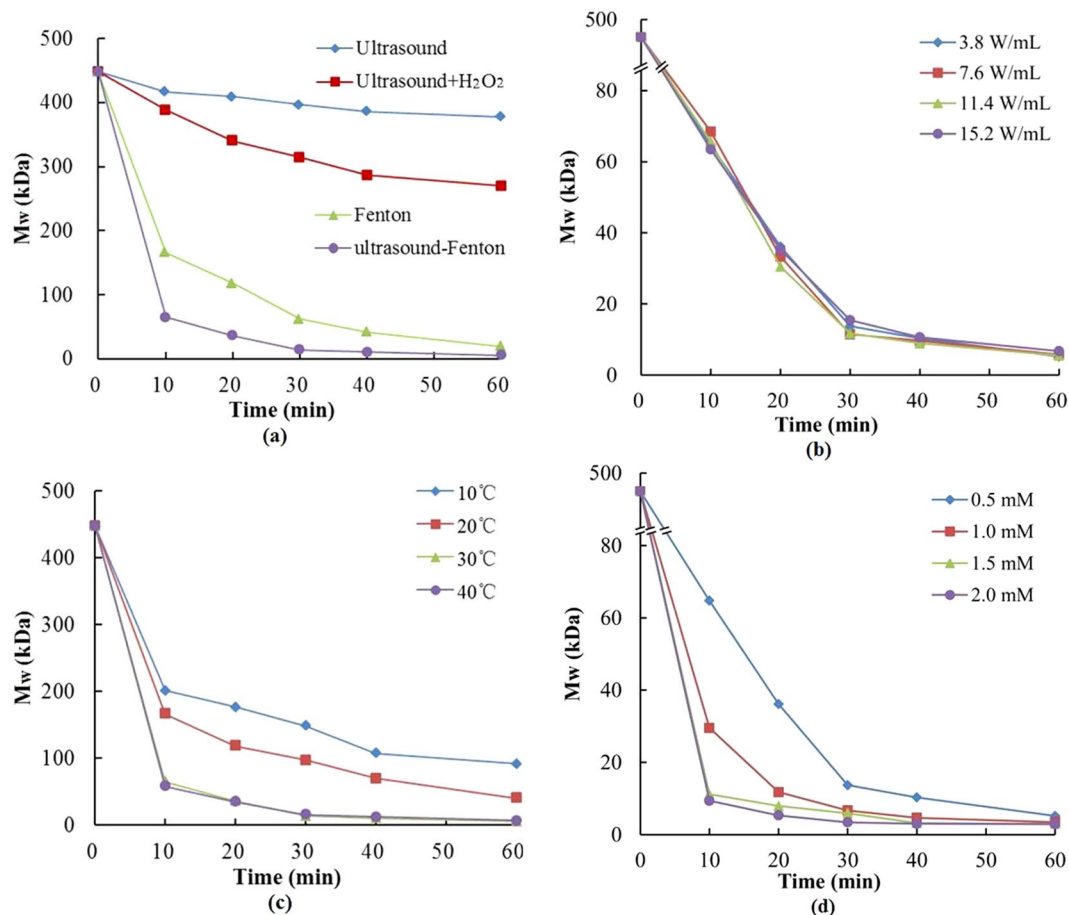 500
400
300
200
100
0
Mw (kDa)
Ultrasound
Ultrasound+H2O2
Fenton
ultrasound-Fenton
0 10 20 30 40 50 60
Time (min)
(a)
500
80
60
40
20
0
Mw (kDa)
3.8 W/mL
7.6 W/mL
11.4 W/mL
15.2 W/mL
0 10 20 30 40 50 60
Time (min)
(b)
500
400
300
200
100
0
Mw (kDa)
10℃
20℃
30℃
40℃
0 10 20 30 40 50 60
Time (min)
(c)
500
80
60
40
20
0
Mw (kDa)
0.5 mM
1.0 mM
1.5 mM
2.0 mM
0 10 20 30 40 50 60
Time (min)
(d)